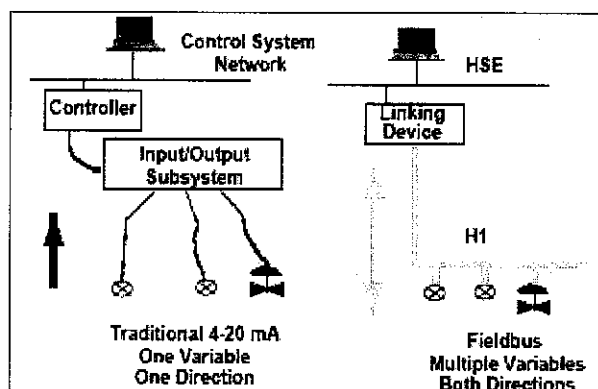 Control System
Network
Controller
Input/Output
Subsystem
Traditional 4-20 mA
One Variable
One Direction
HSE
Linking
Device
H1
Fieldbus
Multiple Variables
Both Directions